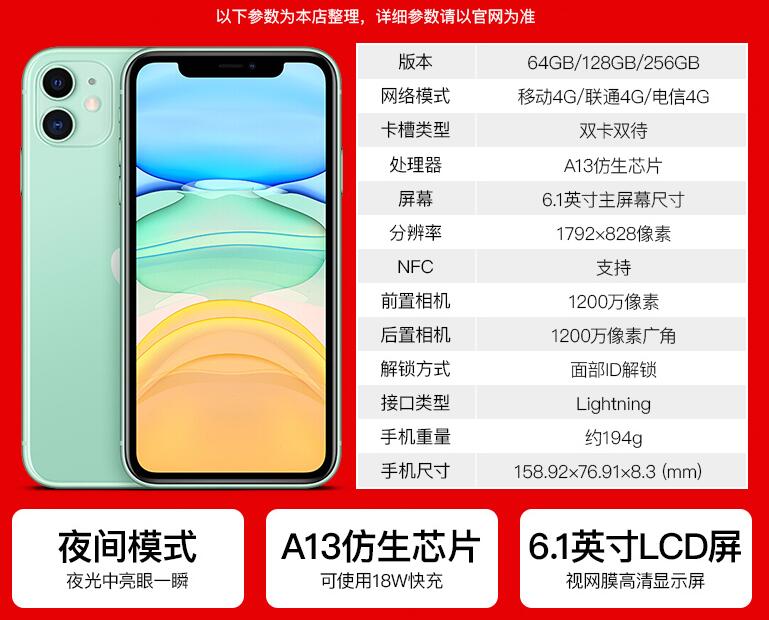 以下参数为本店整理，详细参数请以官网为准
版本 64GB/128GB/256GB
网络模式 移动4G/联通4G/电信4G
卡槽类型 双卡双待
处理器 A13仿生芯片
屏幕 6.1英寸主屏幕尺寸
分辨率 1792×828像素
NFC 支持
前置相机 1200万像素
后置相机 1200万像素广角
解锁方式 面部ID解锁
接口类型 Lightning
手机重量 约194g
手机尺寸 158.92×76.91×8.3 (mm)
夜间模式 A13仿生芯片 6.1英寸LCD屏
夜光中亮眼一瞬 可使用18W快充 视网膜高清显示屏